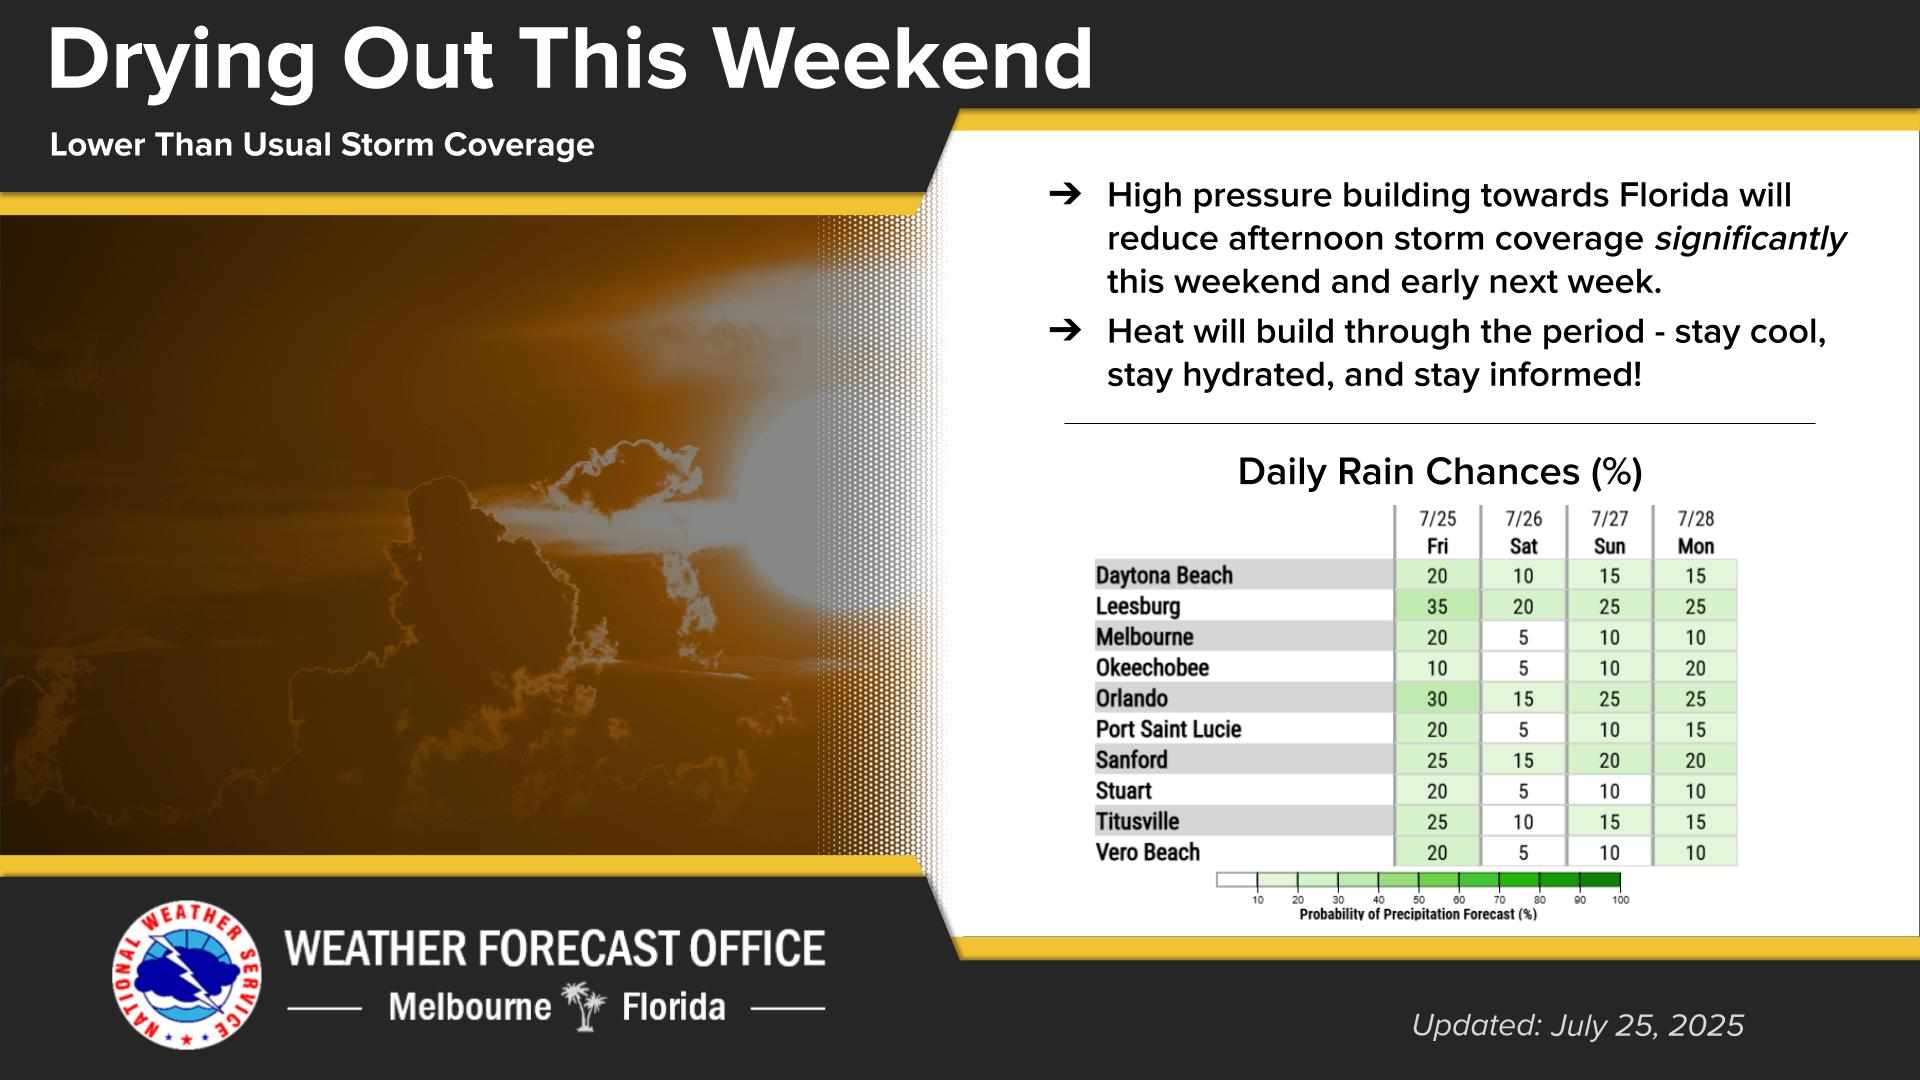 Drying Out This Weekend
Lower Than Usual Storm Coverage
➔ High pressure building towards Florida will
reduce afternoon storm coverage significantly
this weekend and early next week.
➔ Heat will build through the period - stay cool,
stay hydrated, and stay informed!
Daily Rain Chances (%)
7/25 7/26 7/27 7/28
Fri Sat Sun Mon
Daytona Beach 20 10 15 15
Leesburg 35 20 25 25
Melbourne 20 5 10 10
Okeechobee 10 5 10 20
Orlando 30 15 25 25
Port Saint Lucie 20 5 10 15
Sanford 25 15 20 20
Stuart 20 5 10 10
Titusville 25 10 15 15
Vero Beach 20 5 10 10
10 20 30 40 50 60 70 80 90 100
Probability of Precipitation Forecast (%)
NATIONAL WEATHER SERVICE
WEATHER FORECAST OFFICE
Melbourne Florida
Updated: July 25, 2025